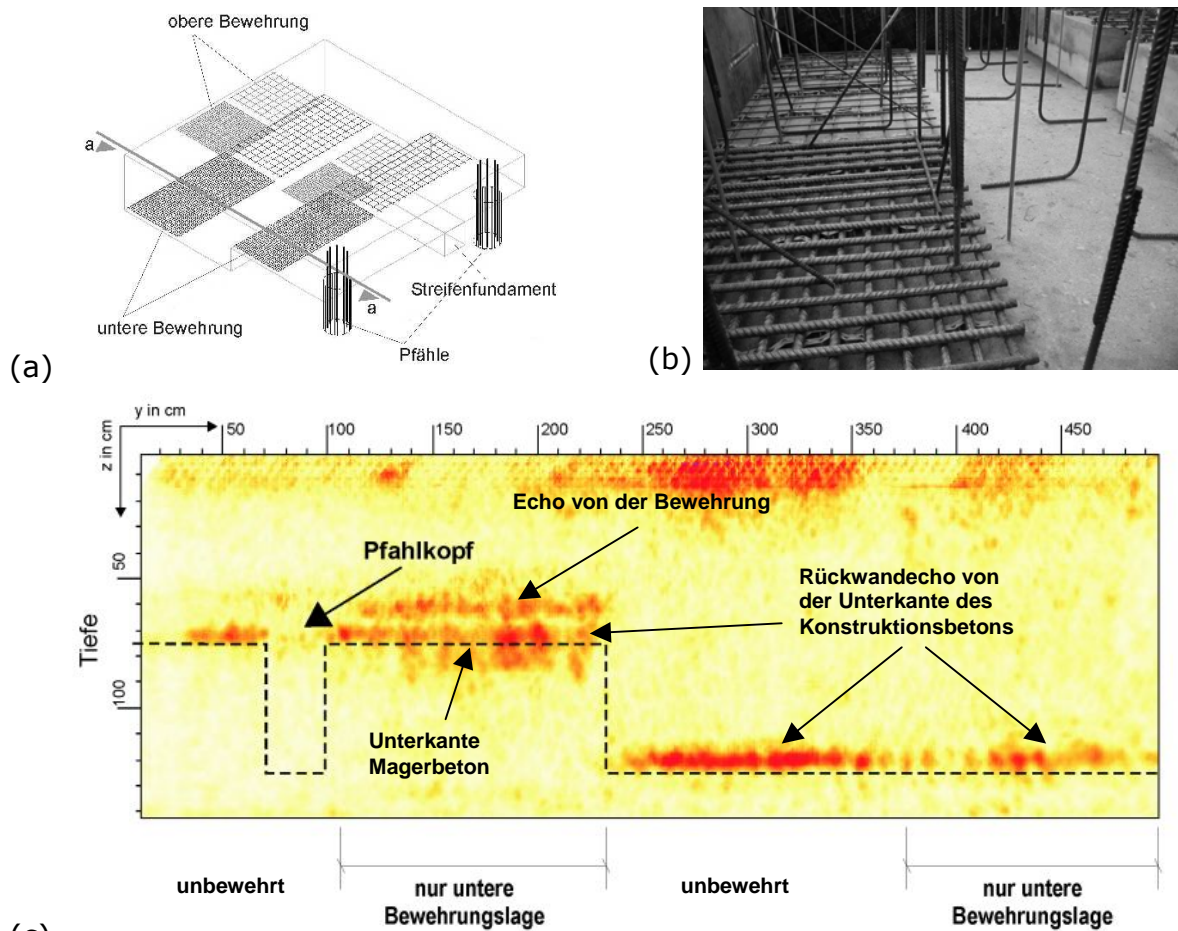 obere Bewehrung
a
a
Streifenfundament
untere Bewehrung
Pfähle
(a)
(b)
y in cm
50
100
150
200
250
300
350
400
450
z in cm
Echo von der Bewehrung
Pfahlkopf
Rückwandecho von
der Unterkante des
Konstruktionsbetons
50
Tiefe
100
Unterkante
Magerbeton
unbewehrt
nur untere
Bewehrungslage
unbewehrt
nur untere
Bewehrungslage